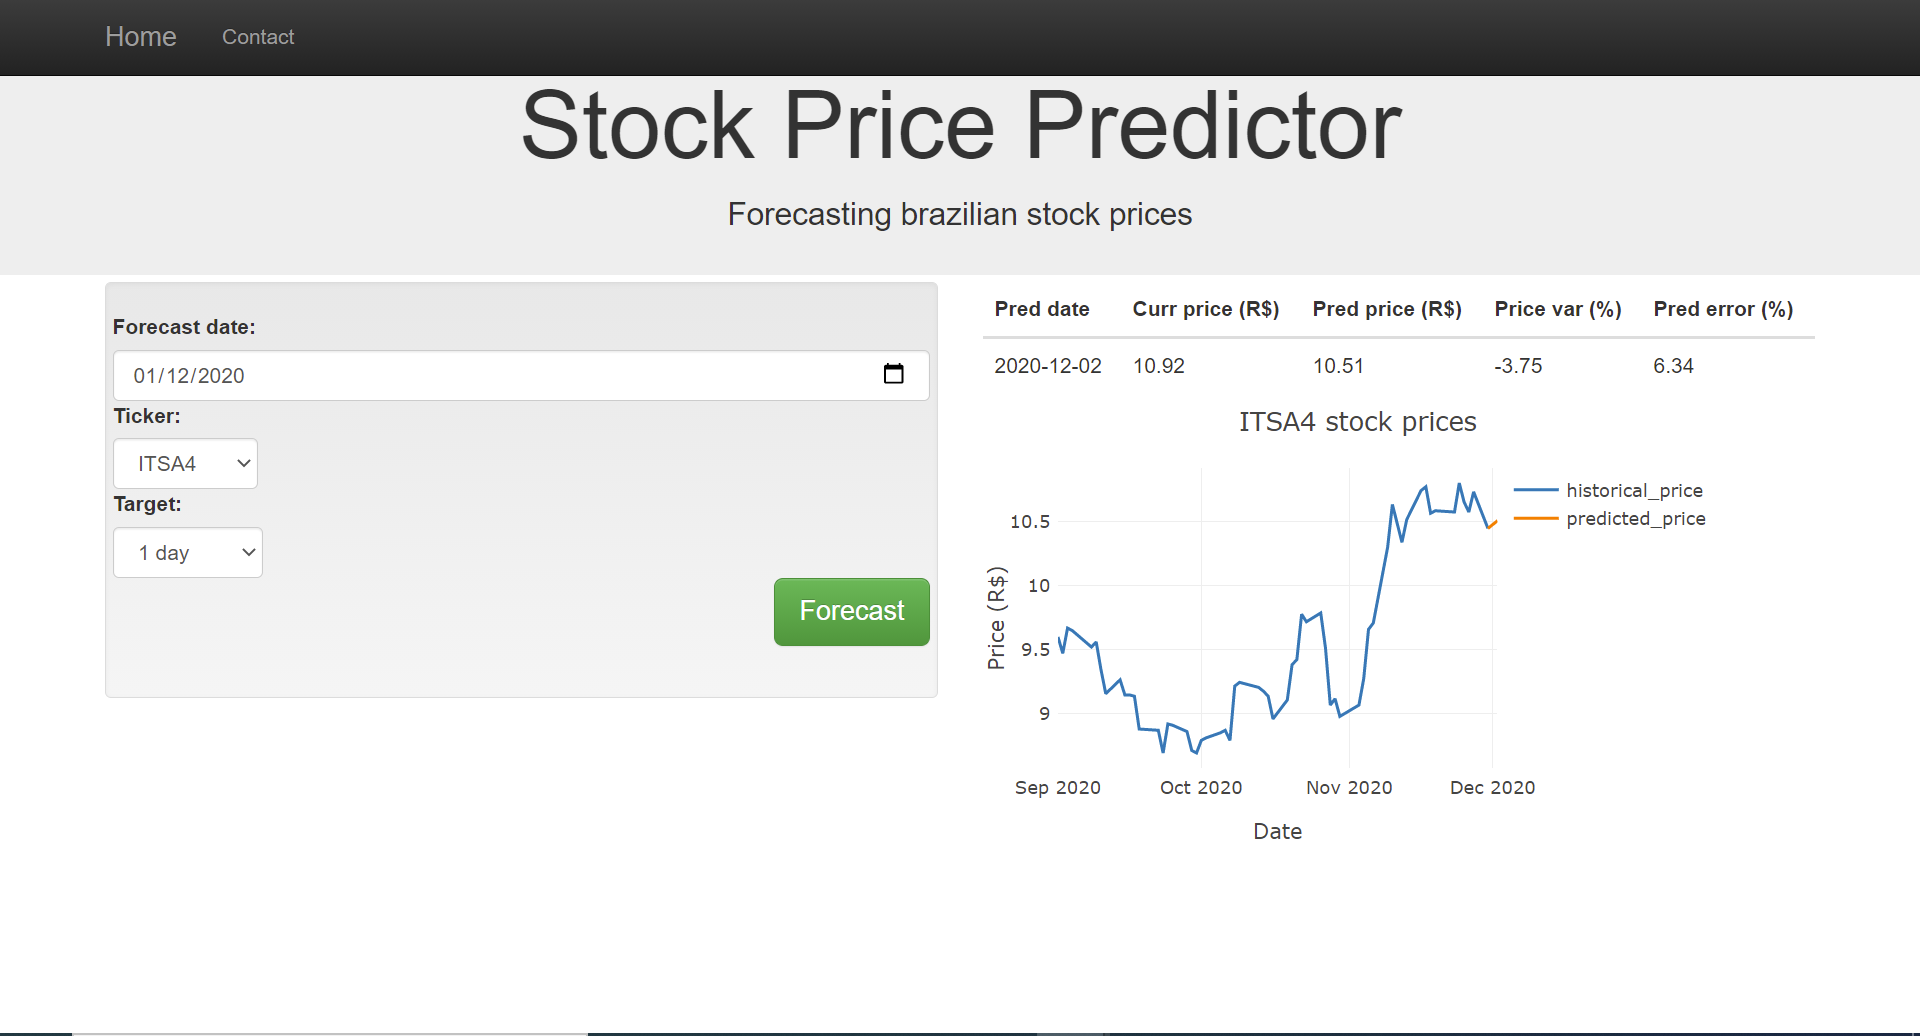 Home Contact
Stock Price Predictor
Forecasting brazilian stock prices
Forecast date:
01/12/2020
Ticker:
ITSA4
Target:
1 day
Forecast
Pred date Curr price (R$) Pred price (R$) Price var (%) Pred error (%)
2020-12-02 10.92 10.51 -3.75 6.34
ITSA4 stock prices
historical_price
predicted_price
10.5
10
9.5
9
Price (R$)
Sep 2020 Oct 2020 Nov 2020 Dec 2020
Date